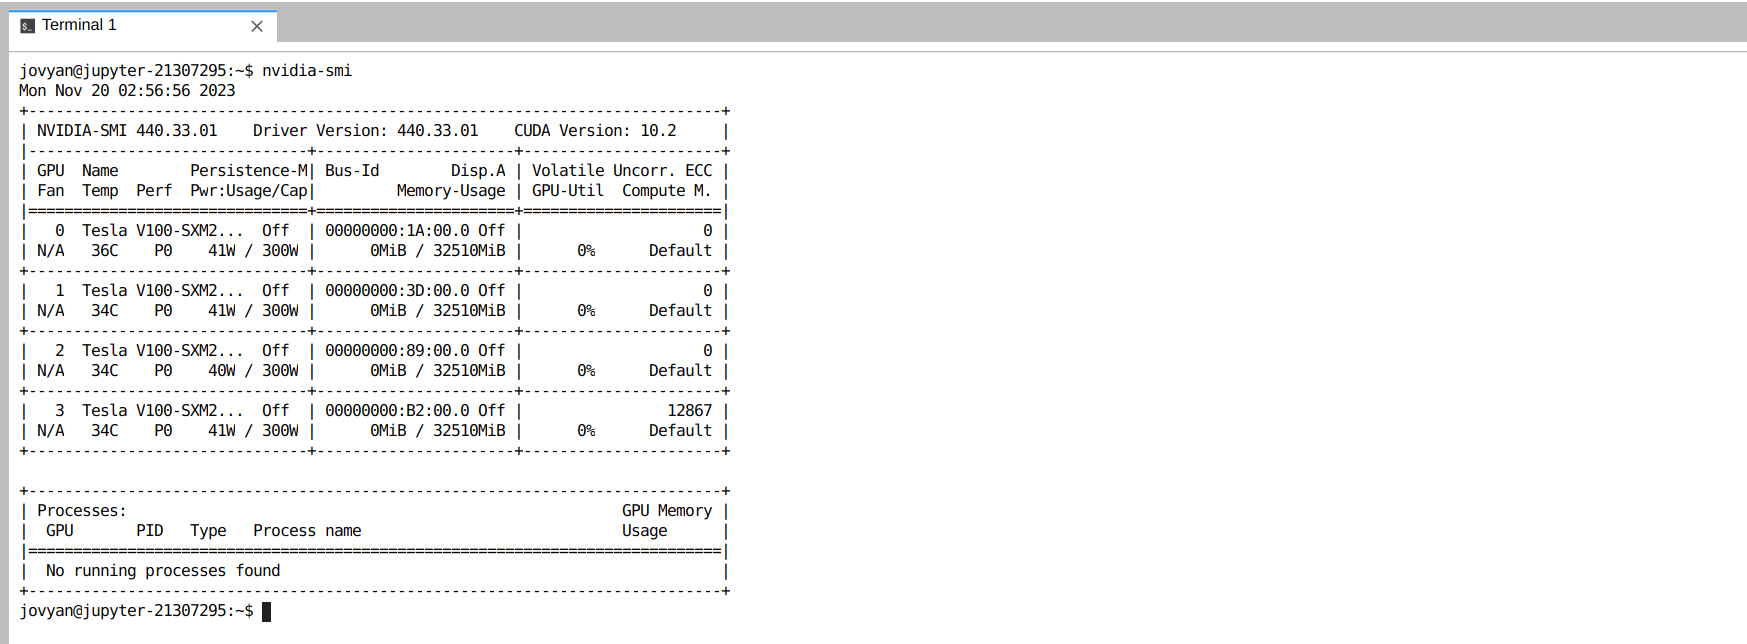 Terminal 1
jovyan@jupyter-21307295:~$ nvidia-smi
Mon Nov 20 02:56:56 2023
+-----------------------------------------------------------------------------+
| NVIDIA-SMI 440.33.01    Driver Version: 440.33.01    CUDA Version: 10.2     |
|-------------------------------+----------------------+----------------------+
| GPU  Name        Persistence-M| Bus-Id        Disp.A | Volatile Uncorr. ECC |
| Fan  Temp  Perf  Pwr:Usage/Cap|         Memory-Usage | GPU-Util  Compute M. |
|===============================+======================+======================|
|   0  Tesla V100-SXM2...  Off  | 00000000:1A:00.0 Off |                    0 |
| N/A   36C    P0    41W / 300W |      0MiB / 32510MiB |      0%      Default |
+-------------------------------+----------------------+----------------------+
|   1  Tesla V100-SXM2...  Off  | 00000000:3D:00.0 Off |                    0 |
| N/A   34C    P0    41W / 300W |      0MiB / 32510MiB |      0%      Default |
+-------------------------------+----------------------+----------------------+
|   2  Tesla V100-SXM2...  Off  | 00000000:89:00.0 Off |                    0 |
| N/A   34C    P0    40W / 300W |      0MiB / 32510MiB |      0%      Default |
+-------------------------------+----------------------+----------------------+
|   3  Tesla V100-SXM2...  Off  | 00000000:B2:00.0 Off |                12867 |
| N/A   34C    P0    41W / 300W |      0MiB / 32510MiB |      0%      Default |
+-------------------------------+----------------------+----------------------+
+-----------------------------------------------------------------------------+
| Processes:                                                       GPU Memory |
|  GPU       PID   Type   Process name                             Usage      |
|=============================================================================|
|  No running processes found                                                 |
+-----------------------------------------------------------------------------+
jovyan@jupyter-21307295:~$